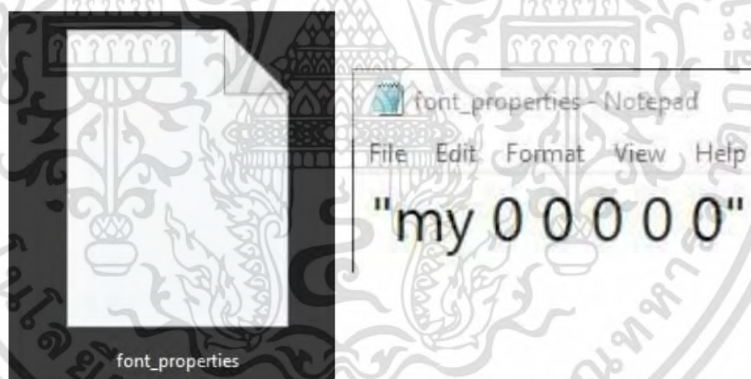 font_properties - Notepad
File Edit Format View Help
"my 0 0 0 0 0"
font_properties